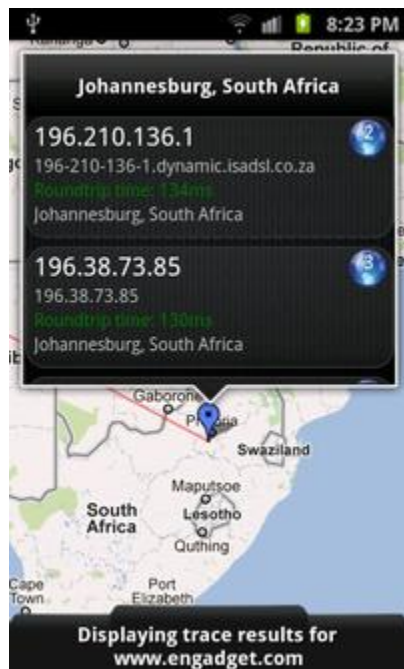 8:23 PM
Republic of
Johannesburg, South Africa
196.210.136.1
2
196-210-136-1.dynamic.isadsl.co.za
Roundtrip time: 134ms
Johannesburg, South Africa
196.38.73.85
3
196.38.73.85
Roundtrip time: 130ms
Johannesburg, South Africa
Gaborone
Swaziland
Maputsoe
South
Africa
Lesotho
Quthing
Cape
Town
Port
Elizabeth
Displaying trace results for
www.engadget.com